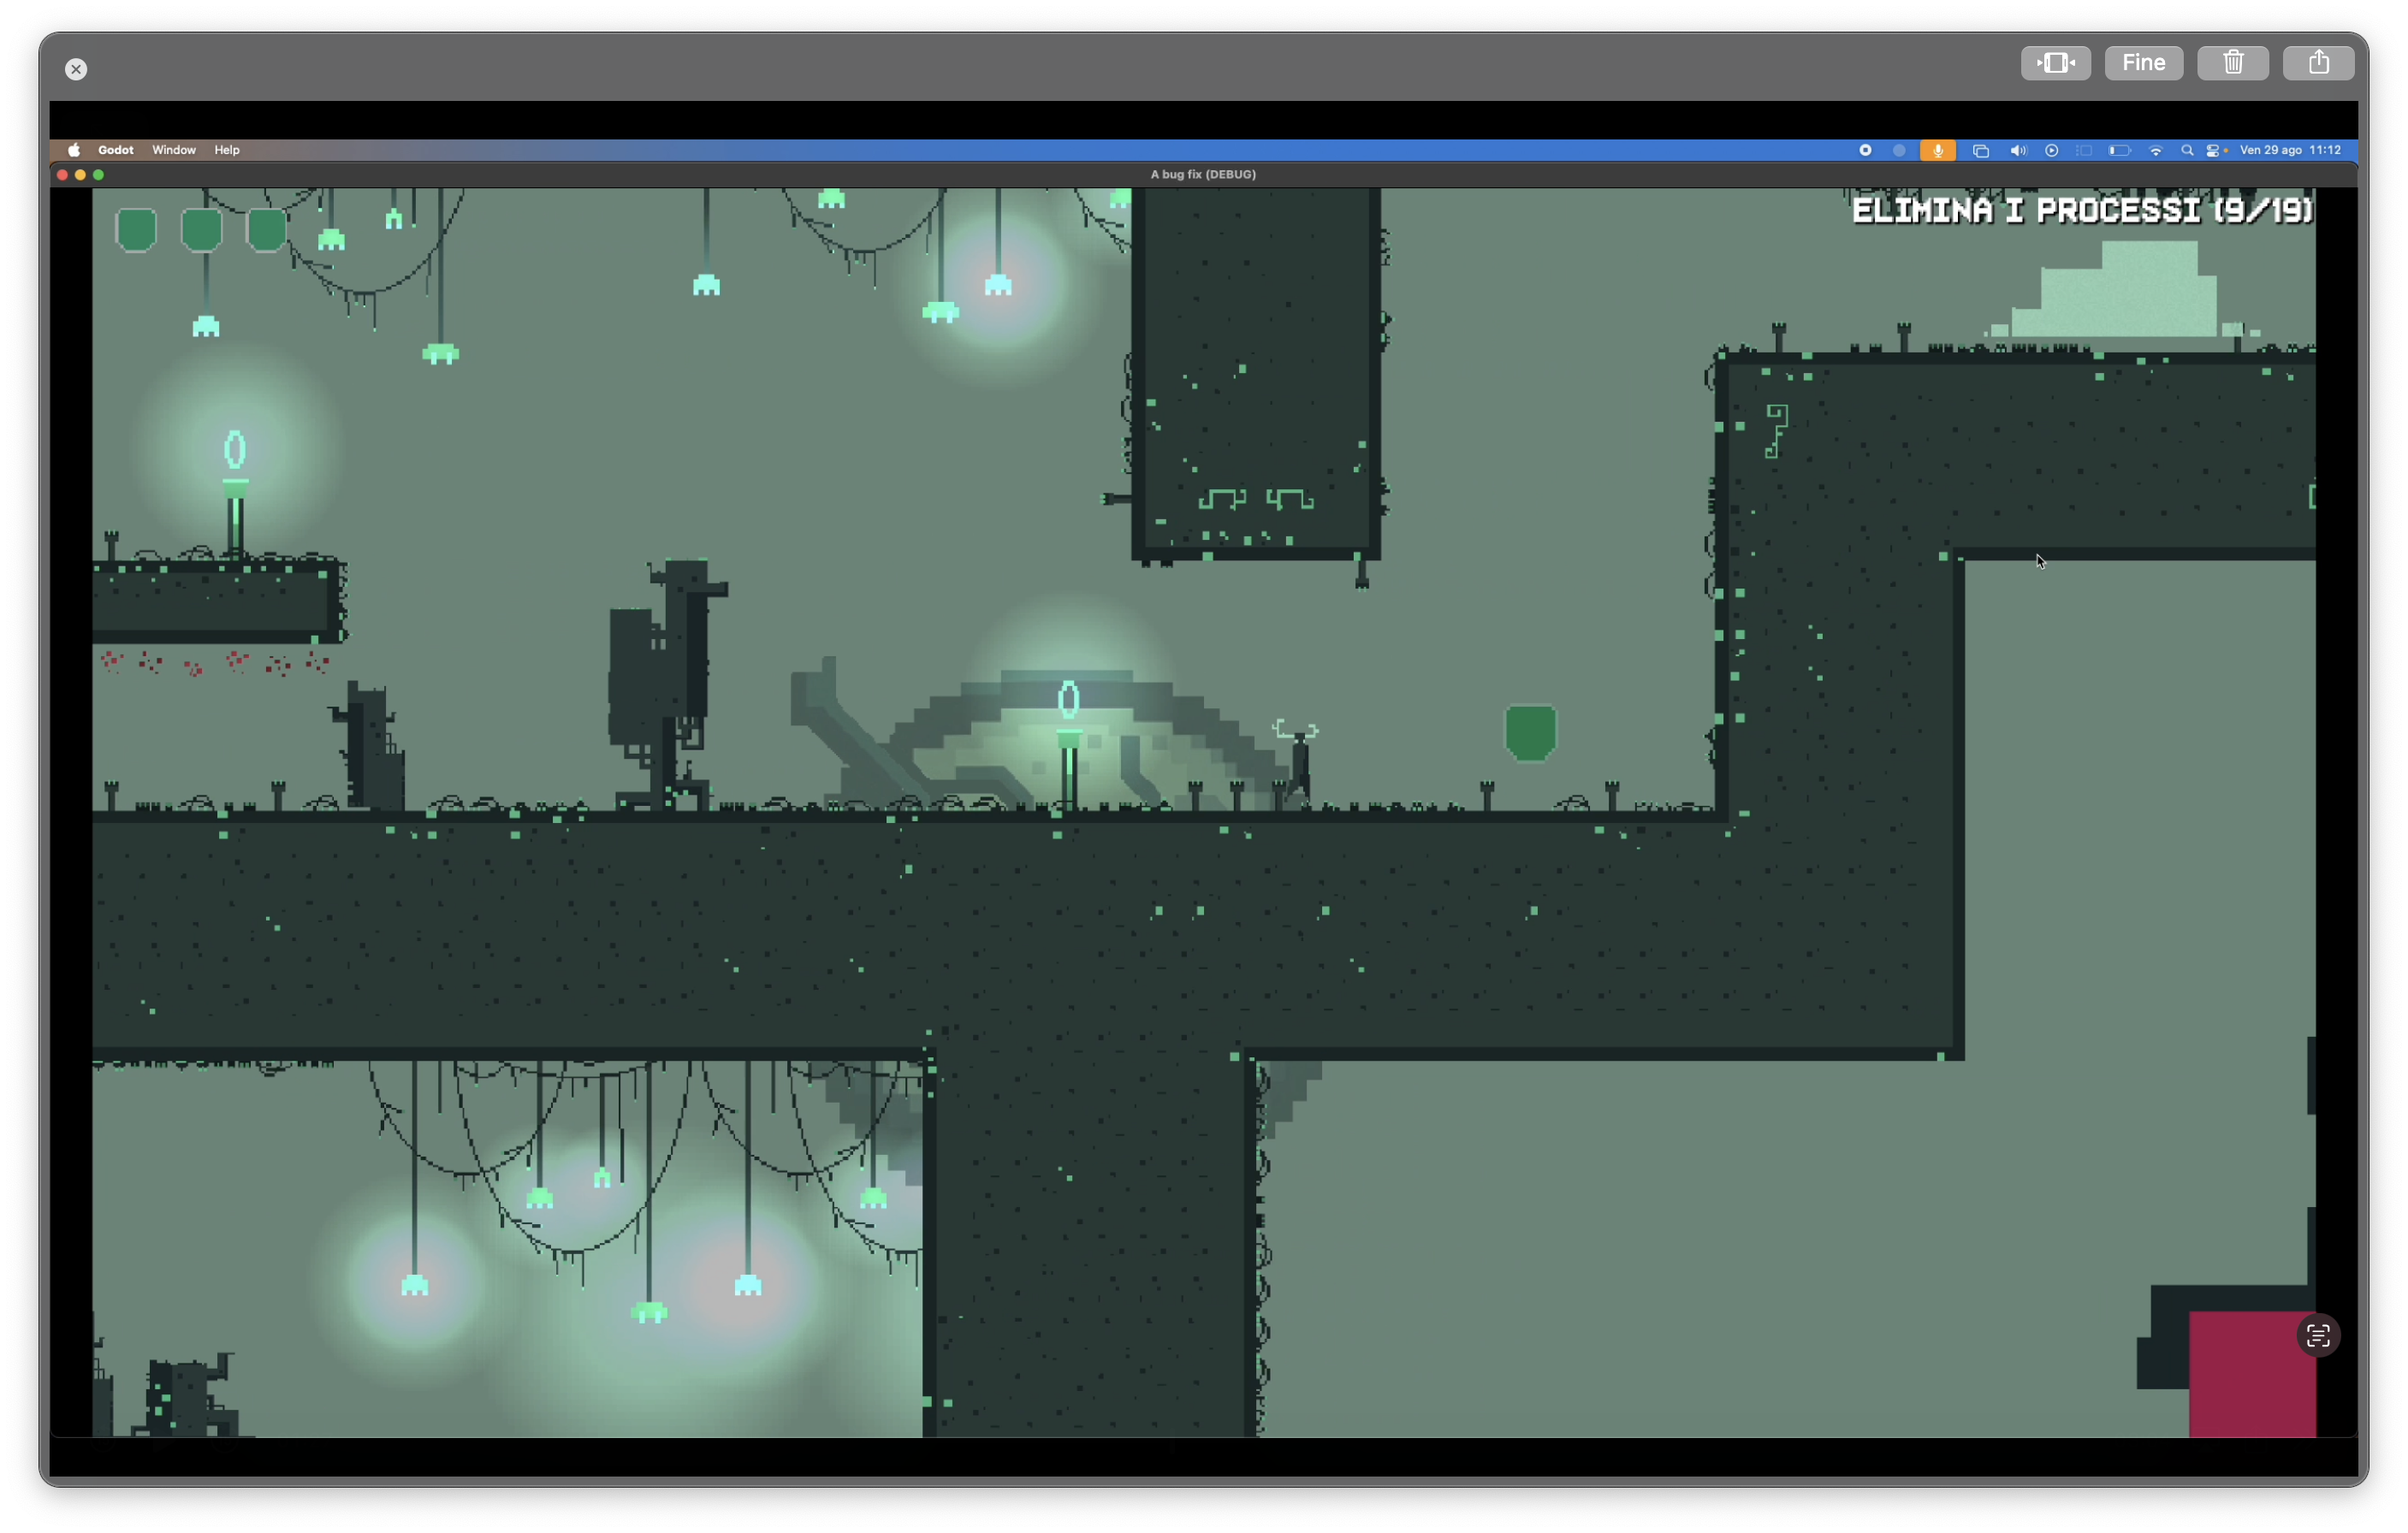 Fine
Godot Window Help
Ven 29 ago 11:12
A bug fix (DEBUG)
ELIMINA I PROCESSI (9/19)